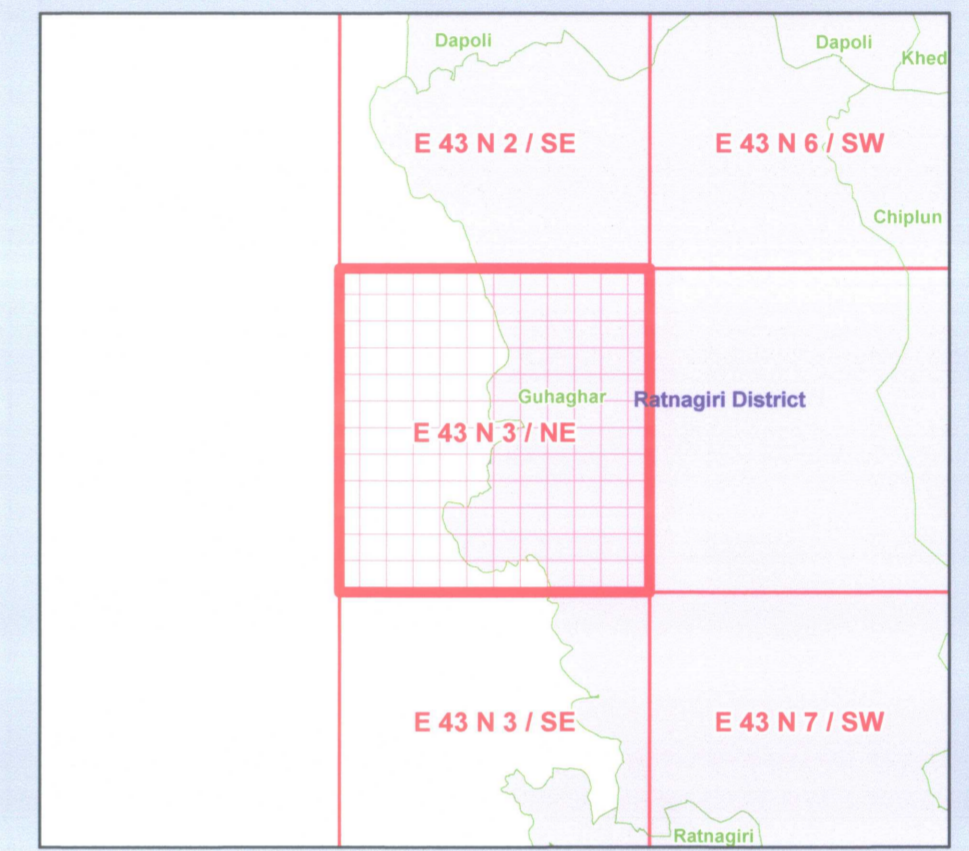 Dapoli
Dapoli
Khed
E 43 N 2 / SE
E 43 N 6 / SW
Chiplun
Guhaghar
Ratnagiri District
E 43 N 3 / NE
E 43 N 3 / SE
E 43 N 7 / SW
Ratnagiri